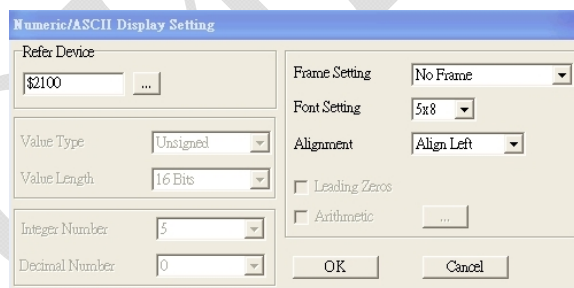 Numeric/ASCII Display Setting
Refer Device
$2100
...
Value Type
Unsigned
Value Length
16 Bits
Integer Number
5
Decimal Number
0
Frame Setting
No Frame
Font Setting
5x8
Alignment
Align Left
Leading Zeros
Arithmetic
...
OK
Cancel